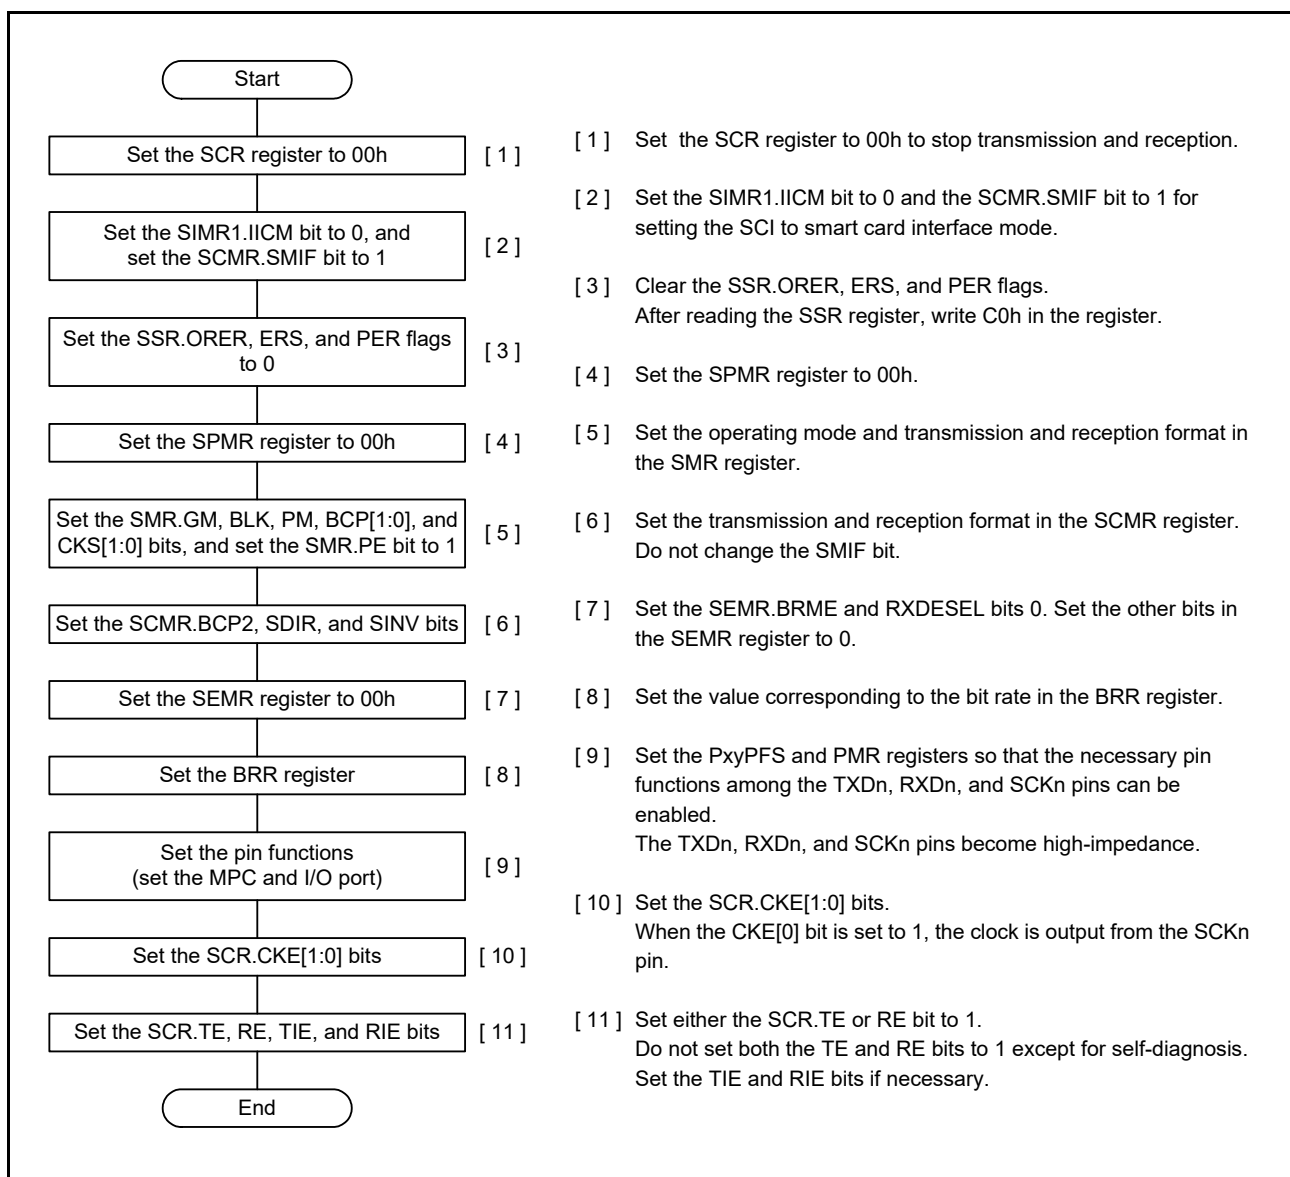 Start
Set the SCR register to 00h
[ 1 ]
Set the SIMR1.IICM bit to 0, and
set the SCMR.SMIF bit to 1
[ 2 ]
Set the SSR.ORER, ERS, and PER flags
to 0
[ 3 ]
Set the SPMR register to 00h
[ 4 ]
Set the SMR.GM, BLK, PM, BCP[1:0], and
CKS[1:0] bits, and set the SMR.PE bit to 1
[ 5 ]
Set the SCMR.BCP2, SDIR, and SINV bits
[ 6 ]
Set the SEMR register to 00h
[ 7 ]
Set the BRR register
[ 8 ]
Set the pin functions
(set the MPC and I/O port)
[ 9 ]
Set the SCR.CKE[1:0] bits
[ 10 ]
Set the SCR.TE, RE, TIE, and RIE bits
[ 11 ]
End
[ 1 ] Set the SCR register to 00h to stop transmission and reception.
[ 2 ] Set the SIMR1.IICM bit to 0 and the SCMR.SMIF bit to 1 for
setting the SCI to smart card interface mode.
[ 3 ] Clear the SSR.ORER, ERS, and PER flags.
After reading the SSR register, write C0h in the register.
[ 4 ] Set the SPMR register to 00h.
[ 5 ] Set the operating mode and transmission and reception format in
the SMR register.
[ 6 ] Set the transmission and reception format in the SCMR register.
Do not change the SMIF bit.
[ 7 ] Set the SEMR.BRME and RXDESEL bits 0. Set the other bits in
the SEMR register to 0.
[ 8 ] Set the value corresponding to the bit rate in the BRR register.
[ 9 ] Set the PxyPFS and PMR registers so that the necessary pin
functions among the TXDn, RXDn, and SCKn pins can be
enabled.
The TXDn, RXDn, and SCKn pins become high-impedance.
[ 10 ] Set the SCR.CKE[1:0] bits.
When the CKE[0] bit is set to 1, the clock is output from the SCKn
pin.
[ 11 ] Set either the SCR.TE or RE bit to 1.
Do not set both the TE and RE bits to 1 except for self-diagnosis.
Set the TIE and RIE bits if necessary.